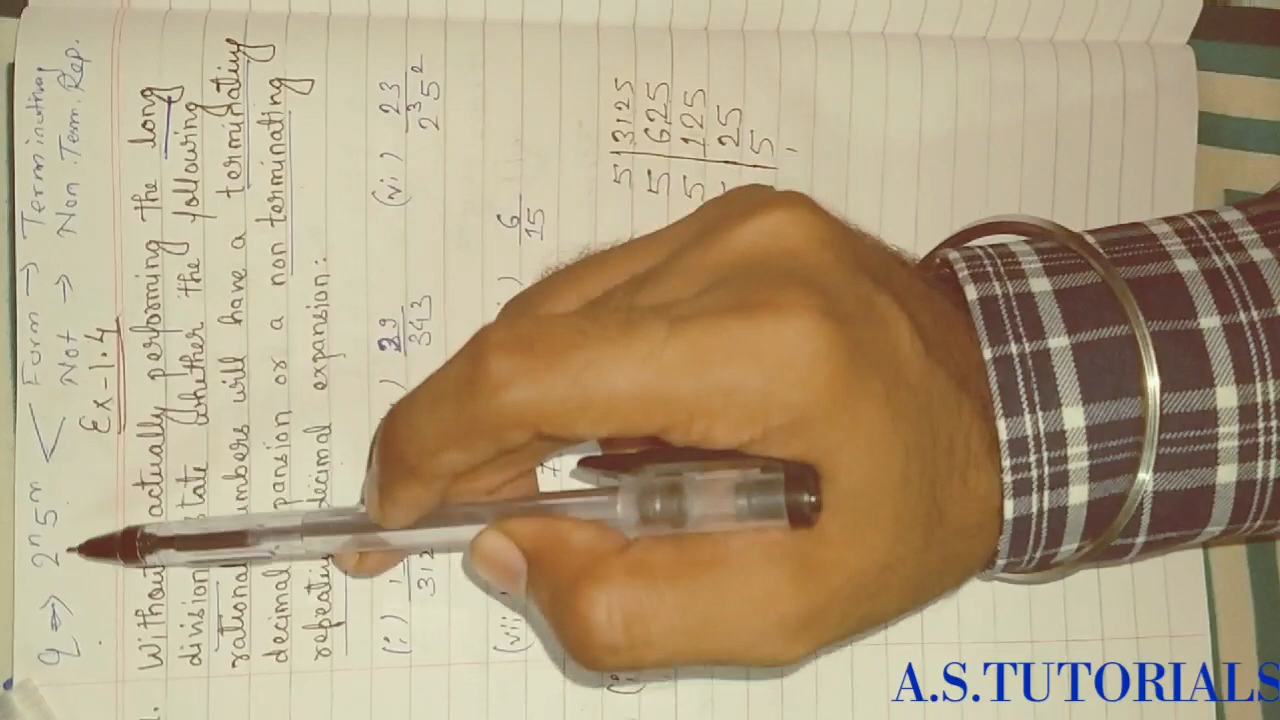 q ⇒ 2ⁿ5ᵐ < Form → Terminating
Not → Non Term. Rep.
Ex-1.4
1. Without actually performing the long
division state whether the following
rational numbers will have a terminating
decimal expansion or a non terminating
repeating decimal expansion:
(i) 29/343 (vi) 23/2³5²
(vii 6/15
5|3125
5|625
5|125
25
5
A.S.TUTORIALS